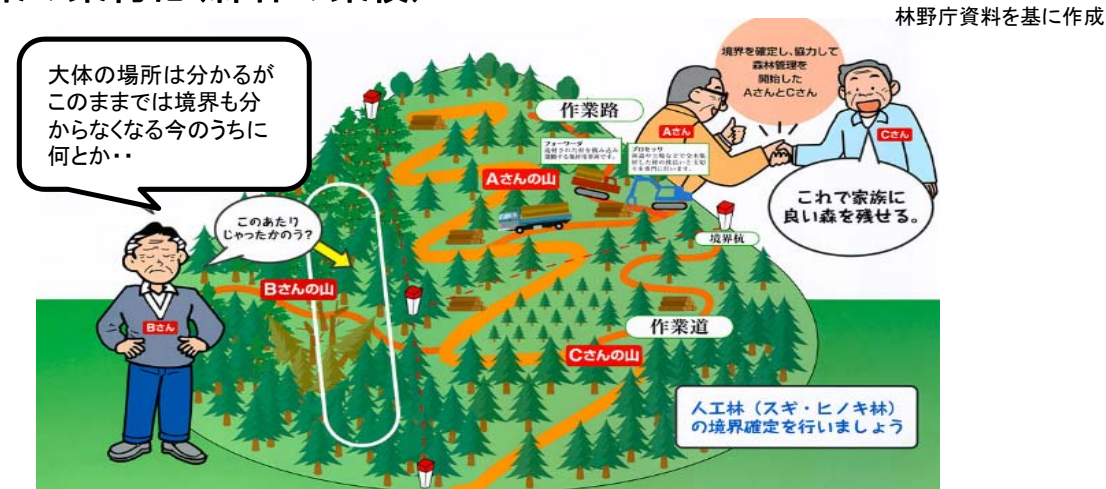 林野庁資料を基に作成
大体の場所は分かるが
このままでは境界も分
からなくなる今のうちに
何とか・・
境界を確定し、協力して
森林管理を
開始した
AさんとCさん
作業路
Aさん
Cさん
フォーワーダ
プロセッサ
Aさんの山
これで家族に
良い森を残せる。
このあたり
じゃったかのう?
境界杭
Bさんの山
Bさん
作業道
Cさんの山
人工林(スギ・ヒノキ林)
の境界確定を行いましょう